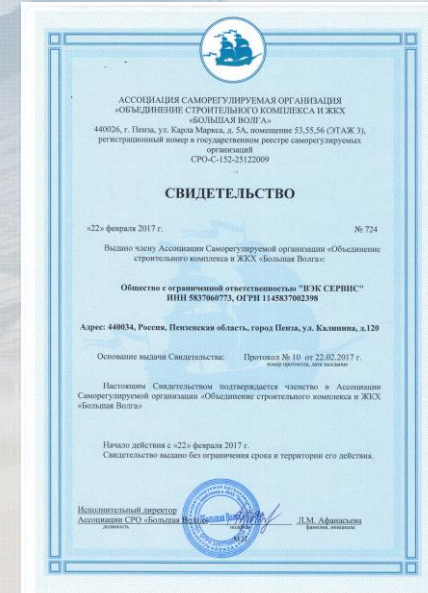 АССОЦИАЦИЯ САМОРЕГУЛИРУЕМАЯ ОРГАНИЗАЦИЯ
«ОБЪЕДИНЕНИЕ СТРОИТЕЛЬНОГО КОМПЛЕКСА И ЖКХ
«БОЛЬШАЯ ВОЛГА»
440026, г. Пенза, ул. Карла Маркса, д. 5А, помещение 53,55,56 (ЭТАЖ 3),
регистрационный номер в государственном реестре саморегулируемых
организаций
СРО-С-152-25122009
СВИДЕТЕЛЬСТВО
«22» февраля 2017 г. № 724
Выдано члену Ассоциации Саморегулируемой организации «Объединение
строительного комплекса и ЖКХ «Большая Волга»:
Общество с ограниченной ответственностью "ВЭК СЕРВИС"
ИНН 5837060773, ОГРН 1145837002398
Адрес: 440034, Россия, Пензенская область, город Пенза, ул. Калинина, д.120
Основание выдачи Свидетельства: Протокол № 10 от 22.02.2017 г.
номер протокола, дата заседания
Настоящим Свидетельством подтверждается членство в Ассоциации
Саморегулируемой организации «Объединение строительного комплекса и ЖКХ
«Большая Волга»
Начало действия с «22» февраля 2017 г.
Свидетельство выдано без ограничения срока и территории его действия.
Исполнительный директор
Ассоциации СРО «Большая Волга» Л.М. Афанасьева
должность подпись фамилия, инициалы
М.П.